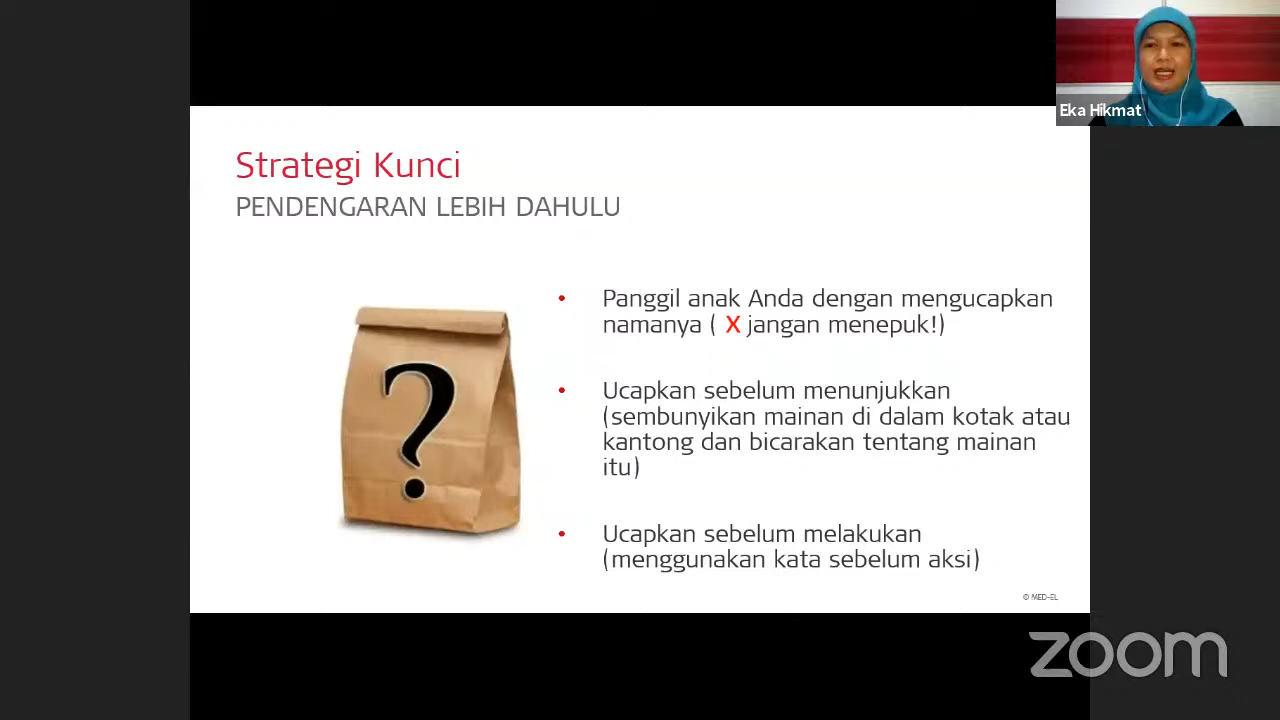 Eka Hikmat
Strategi Kunci
PENDENGARAN LEBIH DAHULU
?
• Panggil anak Anda dengan mengucapkan
namanya ( X jangan menepuk!)
• Ucapkan sebelum menunjukkan
(sembunyikan mainan di dalam kotak atau
kantong dan bicarakan tentang mainan
itu)
• Ucapkan sebelum melakukan
(menggunakan kata sebelum aksi)
© MED-EL
zoom